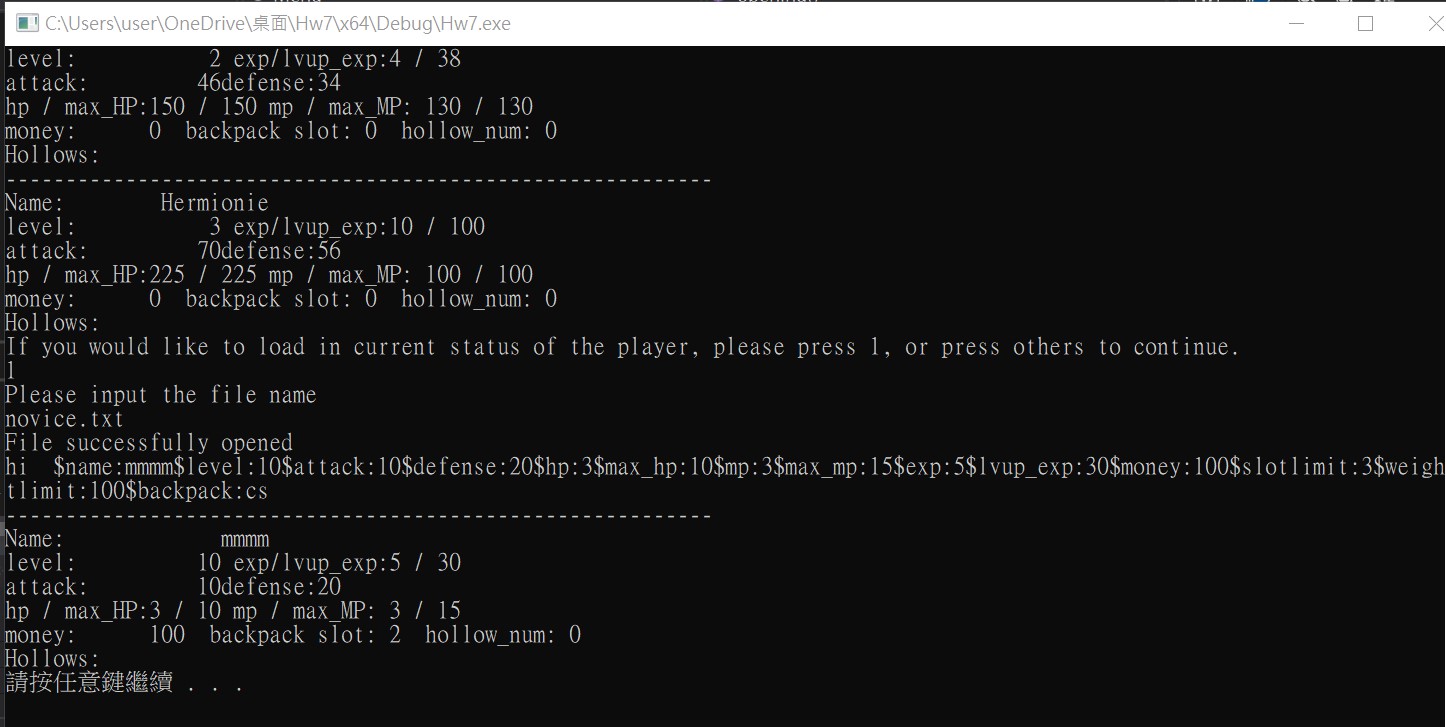 C:\Users\user\OneDrive\桌面\Hw7\x64\Debug\Hw7.exe
level:           2 exp/lvup_exp:4 / 38
attack:         46defense:34
hp / max_HP:150 / 150 mp / max_MP: 130 / 130
money:      0  backpack slot: 0  hollow_num: 0
Hollows:
-----------------------------------------------------------
Name:        Hermionie
level:           3 exp/lvup_exp:10 / 100
attack:         70defense:56
hp / max_HP:225 / 225 mp / max_MP: 100 / 100
money:      0  backpack slot: 0  hollow_num: 0
Hollows:
If you would like to load in current status of the player, please press 1, or press others to continue.
1
Please input the file name
novice.txt
File successfully opened
hi  $name:mmmm$level:10$attack:10$defense:20$hp:3$max_hp:10$mp:3$max_mp:15$exp:5$lvup_exp:30$money:100$slotlimit:3$weigh
tlimit:100$backpack:cs
-----------------------------------------------------------
Name:             mmmm
level:          10 exp/lvup_exp:5 / 30
attack:         10defense:20
hp / max_HP:3 / 10 mp / max_MP: 3 / 15
money:      100  backpack slot: 2  hollow_num: 0
Hollows:
請按任意鍵繼續 . . .